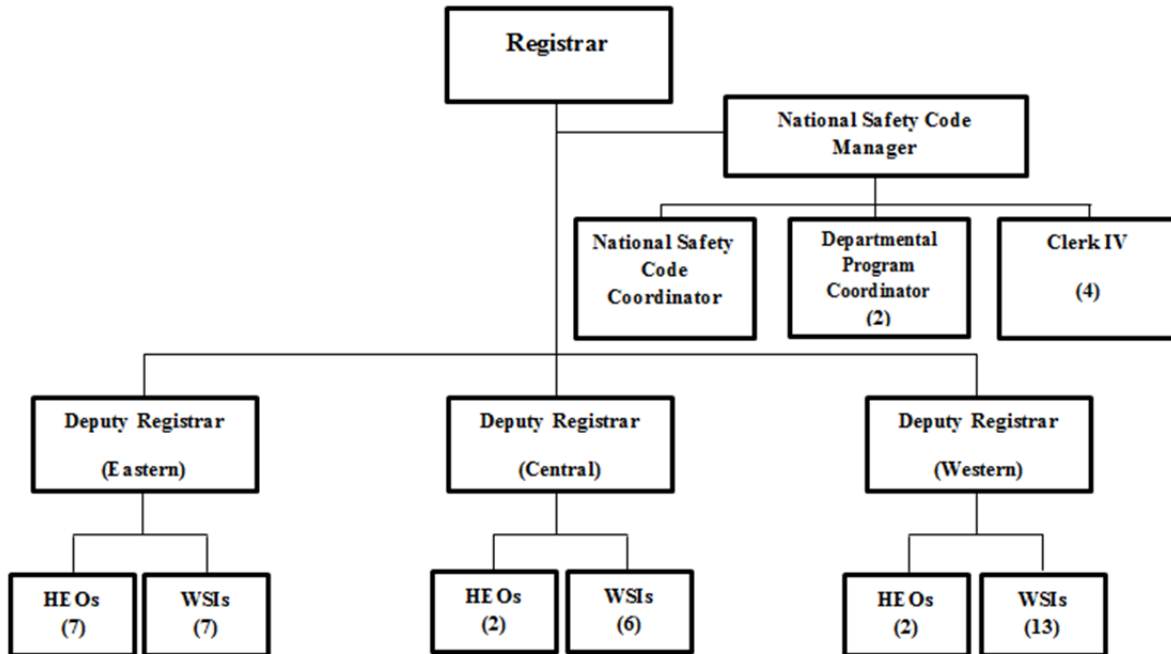 Registrar
National Safety Code
Manager
National Safety
Code
Coordinator
Departmental
Program
Coordinator
(2)
Clerk IV
(4)
Deputy Registrar
(Eastern)
Deputy Registrar
(Central)
Deputy Registrar
(Western)
HEOs
(7)
WSIs
(7)
HEOs
(2)
WSIs
(6)
HEOs
(2)
WSIs
(13)